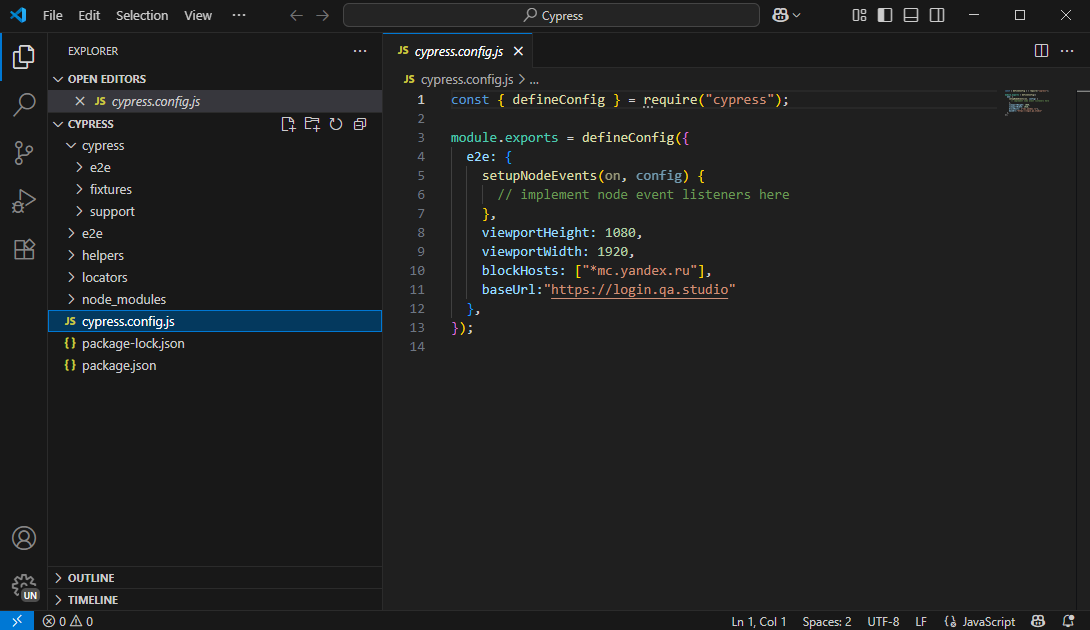 File Edit Selection View ··· Cypress
EXPLORER ···
OPEN EDITORS
JS cypress.config.js
CYPRESS
cypress
e2e
fixtures
support
e2e
helpers
locators
node_modules
JS cypress.config.js
{} package-lock.json
{} package.json
OUTLINE
TIMELINE
UN
JS cypress.config.js
JS cypress.config.js > ...
1 const { defineConfig } = require("cypress");
2
3 module.exports = defineConfig({
4 e2e: {
5 setupNodeEvents(on, config) {
6 // implement node event listeners here
7 },
8 viewportHeight: 1080,
9 viewportWidth: 1920,
10 blockHosts: ["*mc.yandex.ru"],
11 baseUrl:"https://login.qa.studio"
12 },
13 });
14
0 0 Ln 1, Col 1 Spaces: 2 UTF-8 LF {} JavaScript